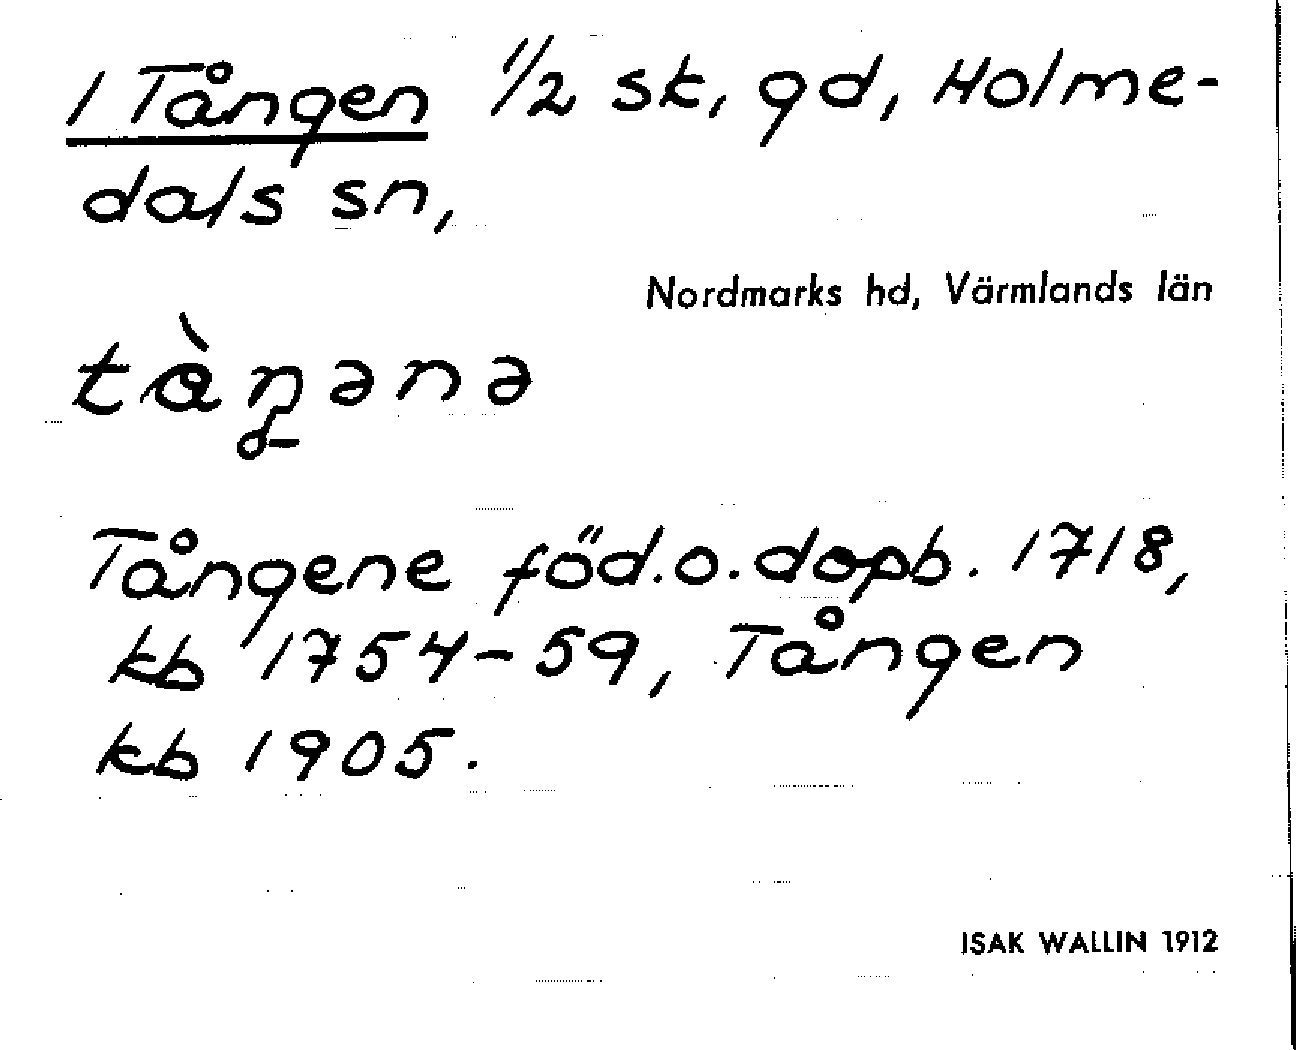 1 Tången 1/2 sk, gd, Holme-
dals sn,
Nordmarks hd, Värmlands län
tàŋənə
Tångene föd.o.dopb. 1718,
kb 1754-59, Tången
kb 1905.
ISAK WALLIN 1912